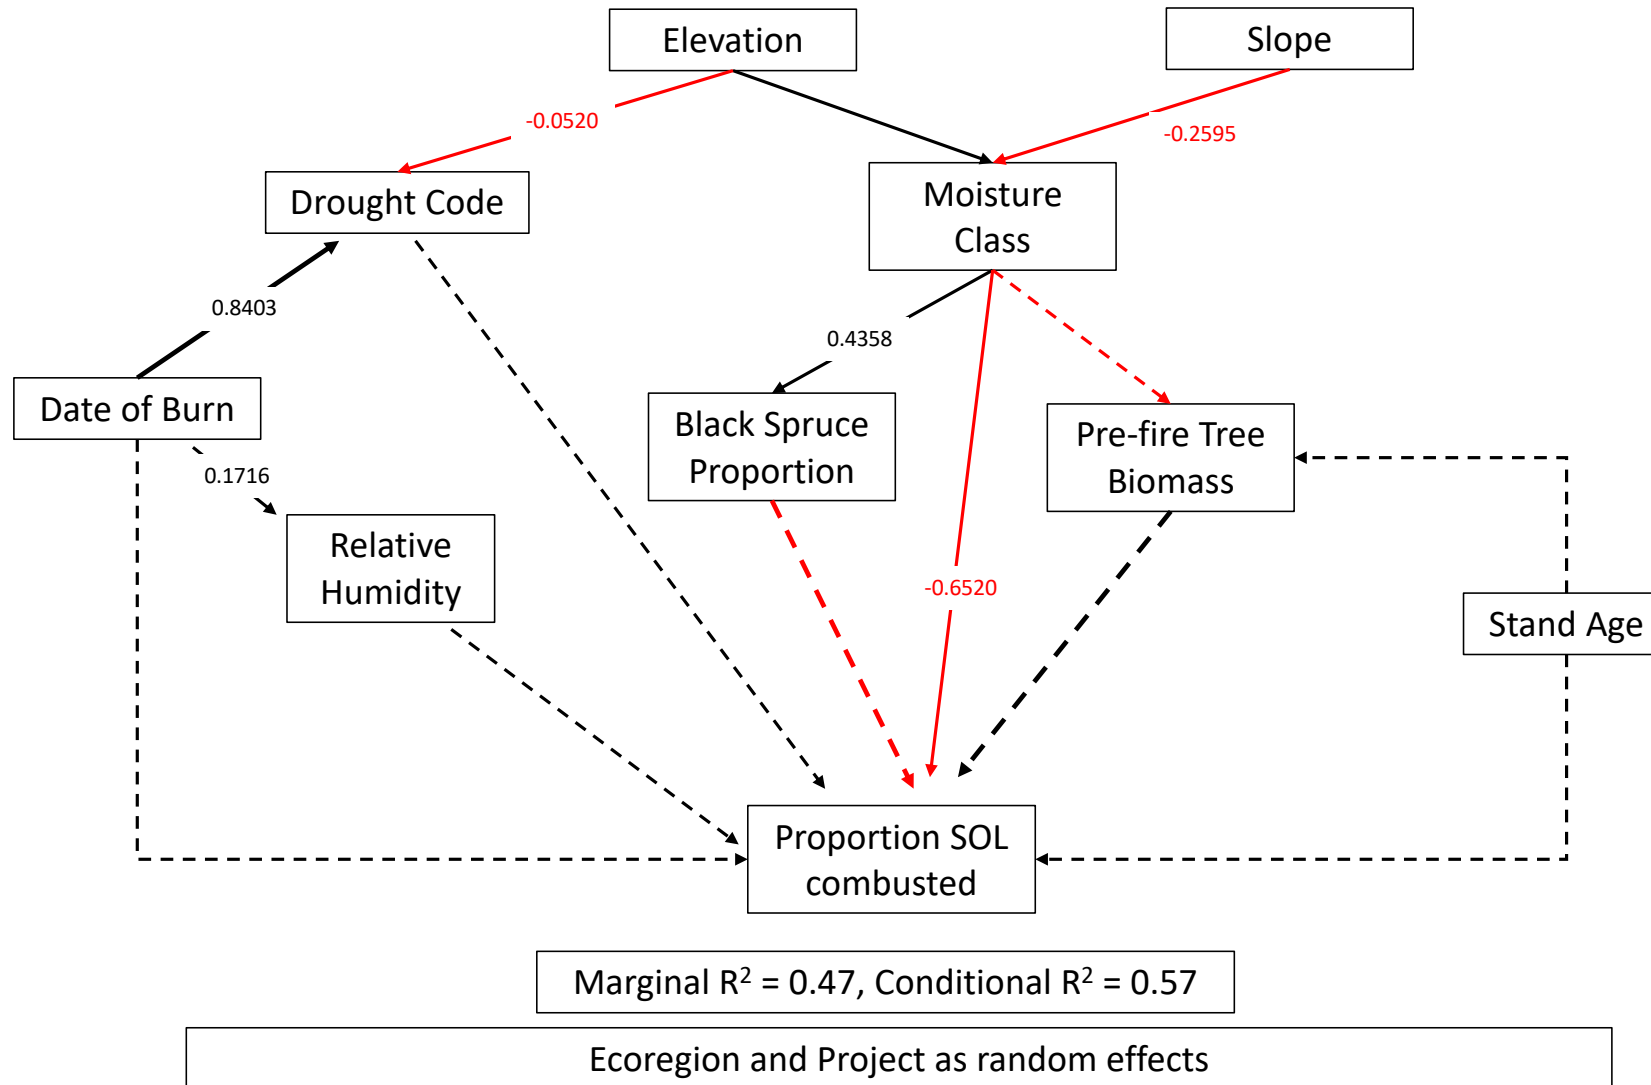 Elevation
Slope
-0.0520
-0.2595
Drought Code
Moisture
Class
0.8403
0.4358
Date of Burn
Black Spruce
Proportion
Pre-fire Tree
Biomass
0.1716
Relative
Humidity
-0.6520
Stand Age
Proportion SOL
combusted
Marginal R² = 0.47, Conditional R² = 0.57
Ecoregion and Project as random effects